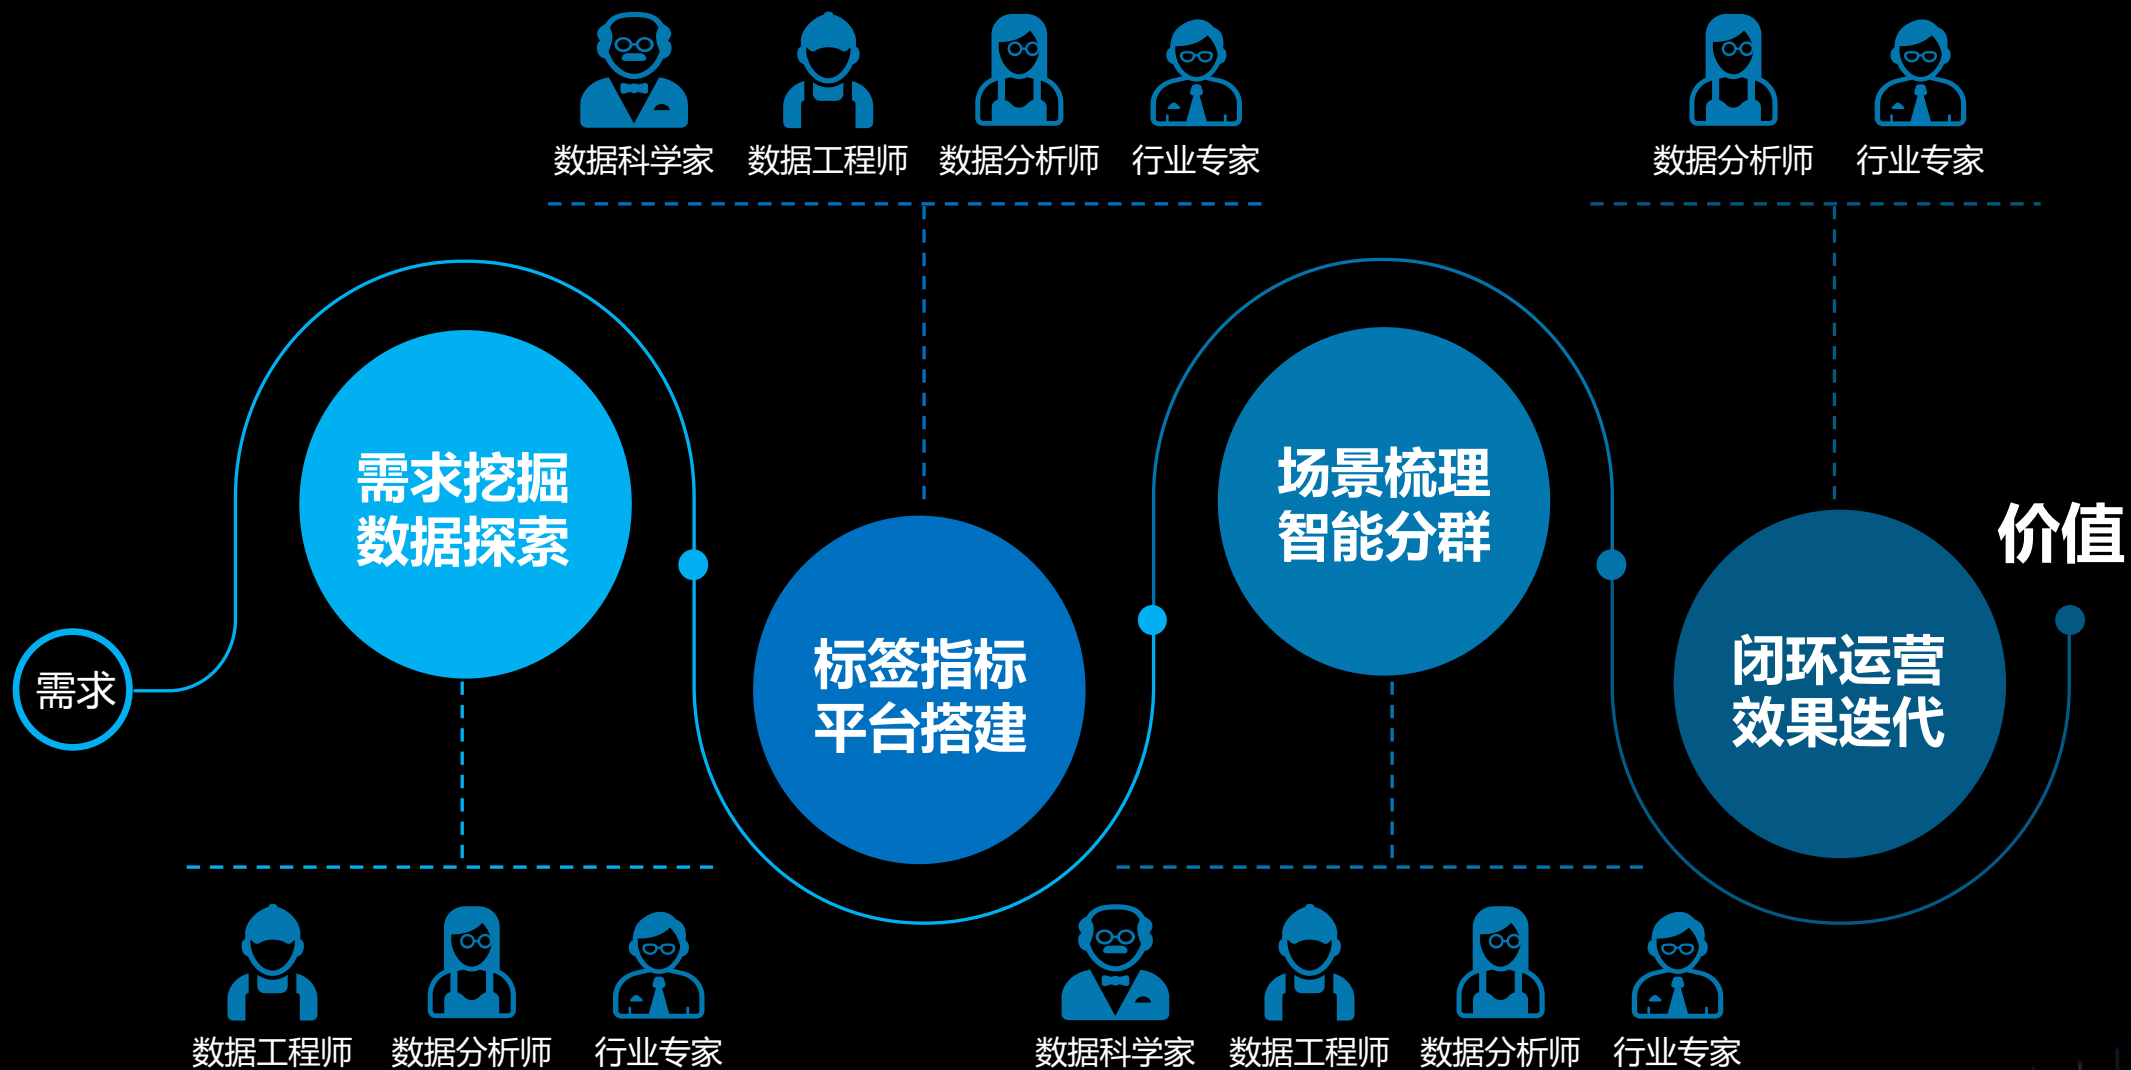 数据科学家 数据工程师 数据分析师 行业专家
数据分析师 行业专家
需求
需求挖掘
数据探索
数据工程师 数据分析师 行业专家
标签指标
平台搭建
场景梳理
智能分群
数据科学家 数据工程师 数据分析师 行业专家
闭环运营
效果迭代
价值